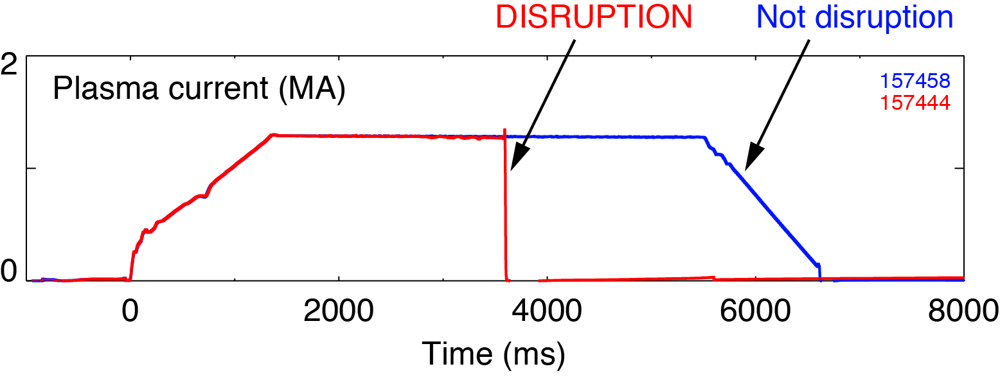 DISRUPTION Not disruption
2
Plasma current (MA)
157458
157444
0
0 2000 4000 6000 8000
Time (ms)